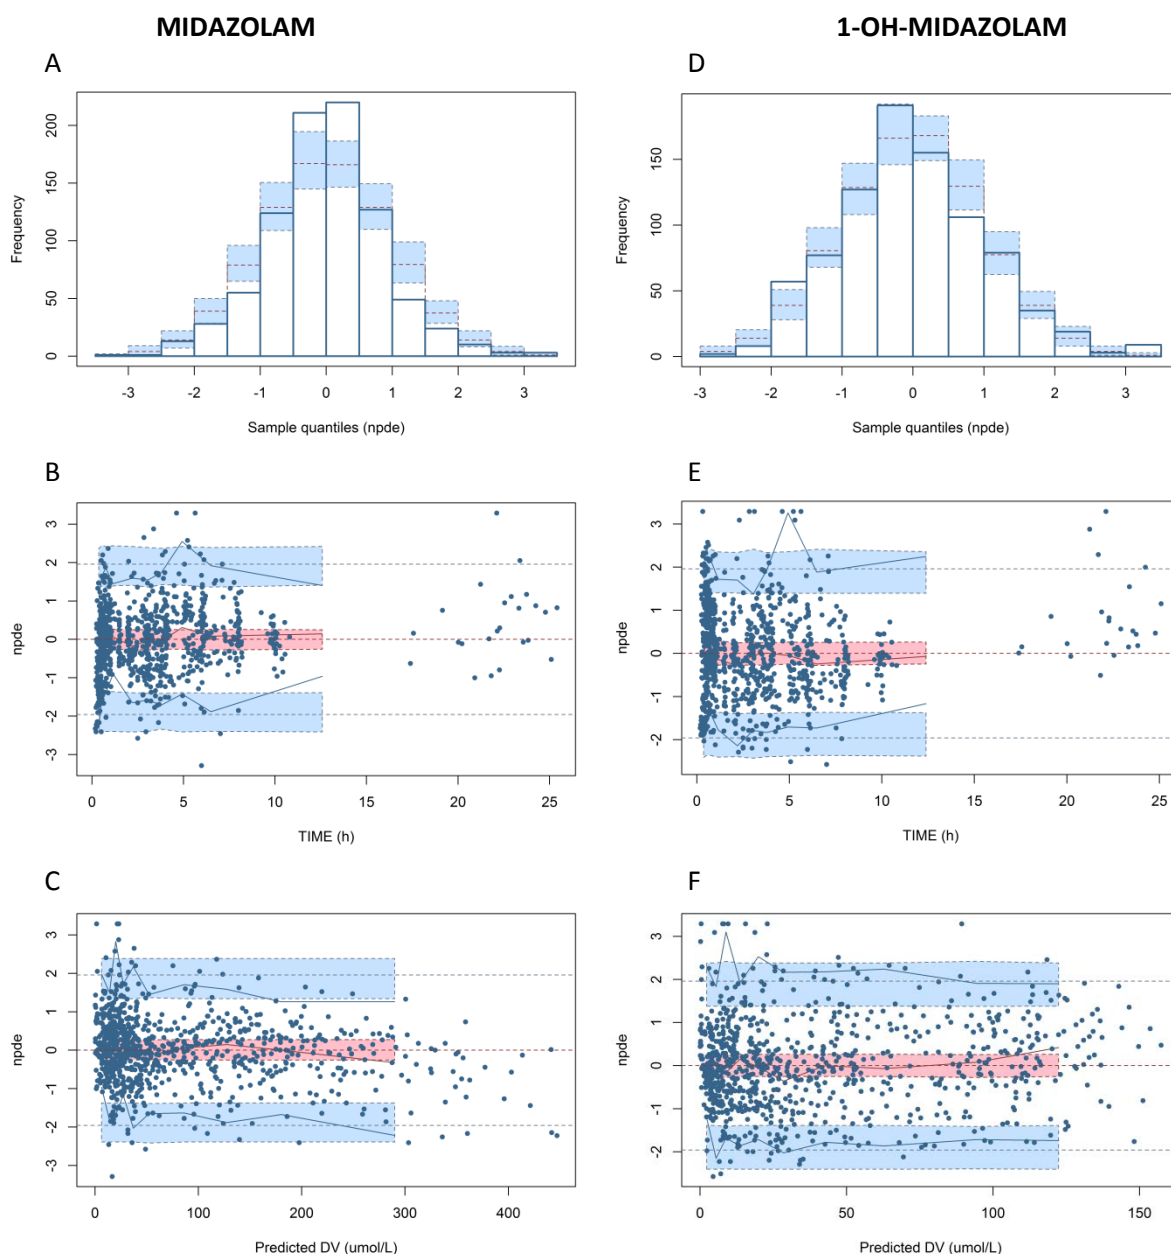 MIDAZOLAM
1-OH-MIDAZOLAM
A
Frequency
200
150
100
50
0
-3 -2 -1 0 1 2 3
Sample quantiles (npde)
D
Frequency
150
100
50
0
-3 -2 -1 0 1 2 3
Sample quantiles (npde)
B
npde
3
2
1
0
-1
-2
-3
0 5 10 15 20 25
TIME (h)
E
npde
3
2
1
0
-1
-2
0 5 10 15 20 25
TIME (h)
C
npde
3
2
1
0
-1
-2
-3
0 100 200 300 400
Predicted DV (umol/L)
F
npde
3
2
1
0
-1
-2
0 50 100 150
Predicted DV (umol/L)